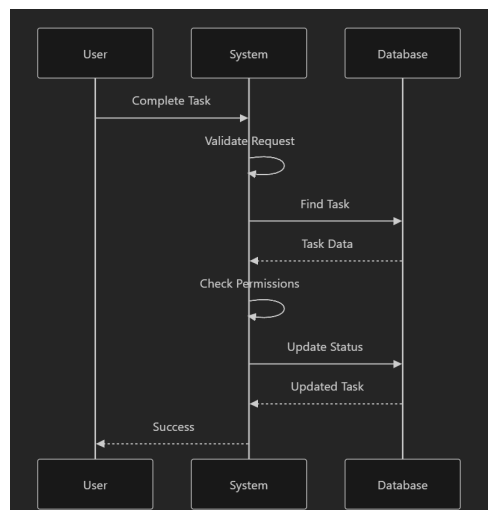 User
System
Database
Complete Task
Validate Request
Find Task
Task Data
Check Permissions
Update Status
Updated Task
Success
User
System
Database